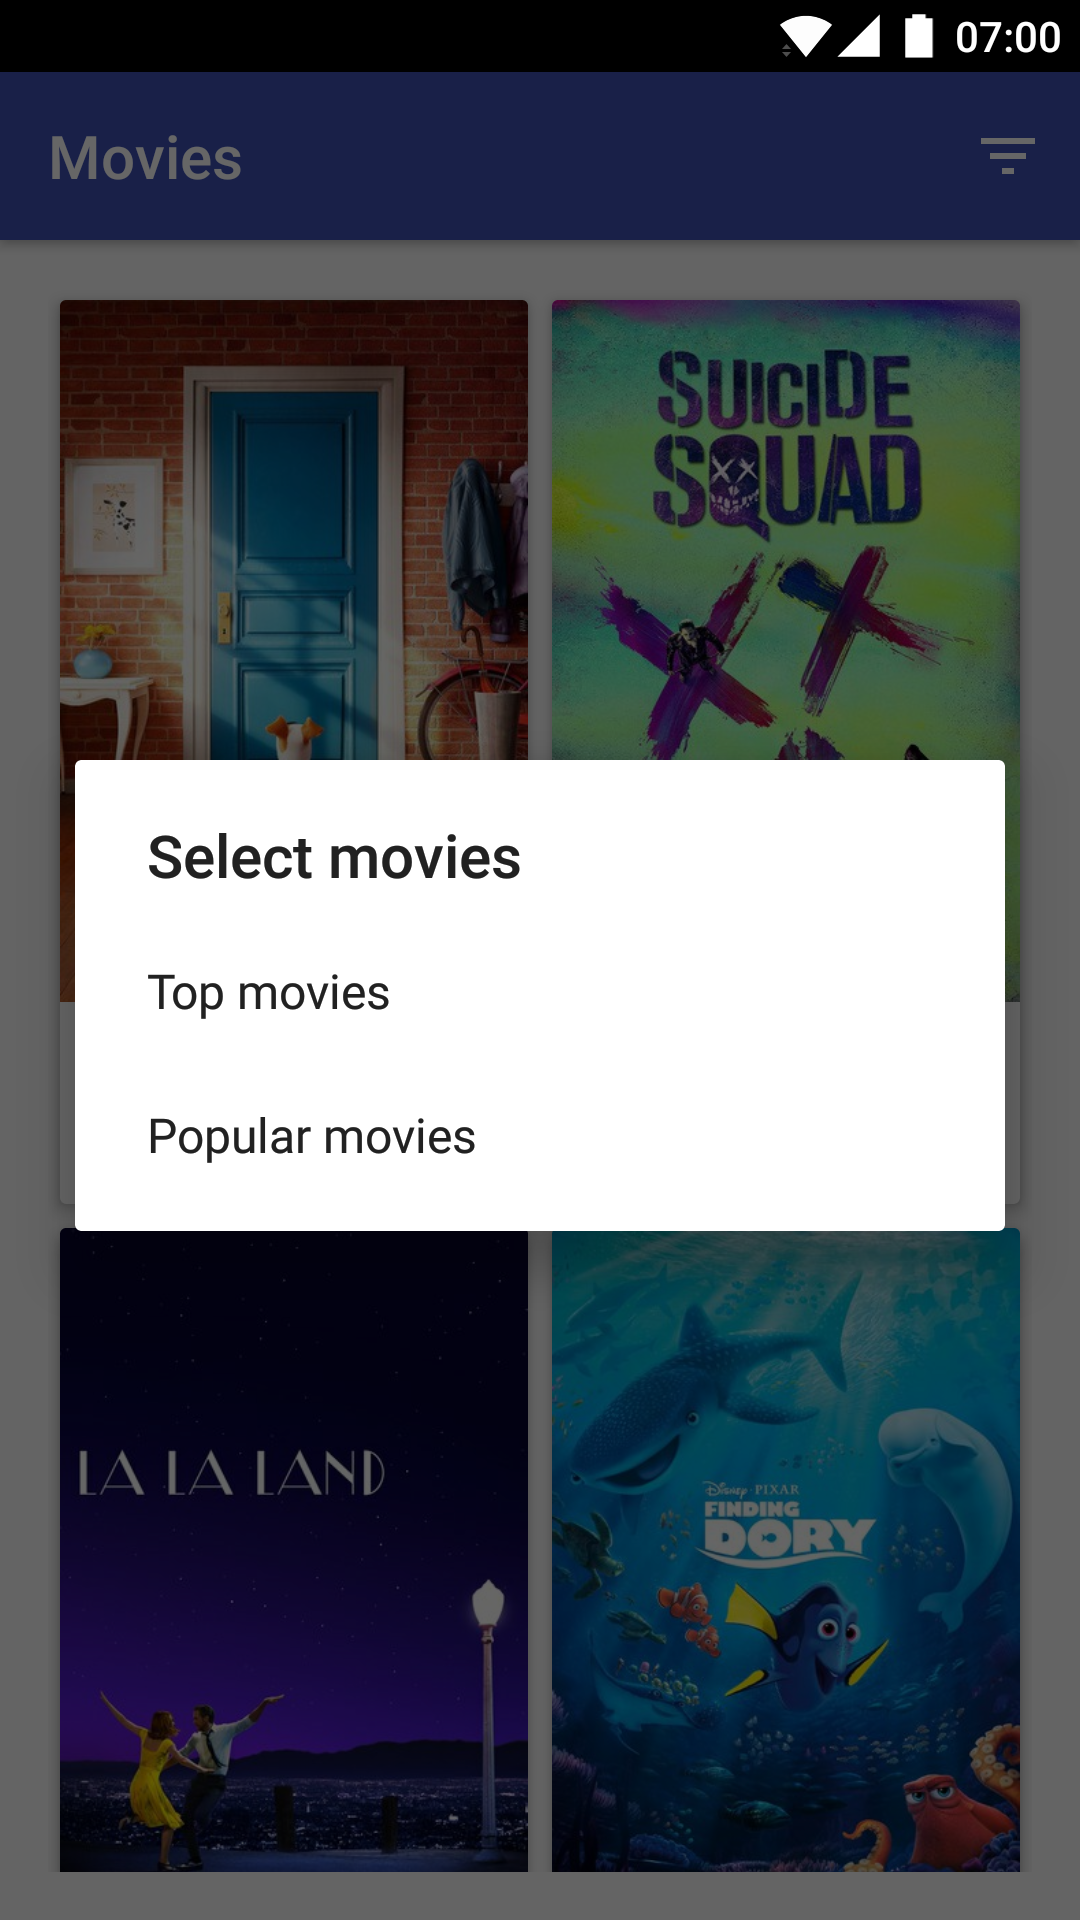 07:00
Movies
SUICIDE
SQUAD
Select movies
Top movies
Popular movies
LA LA LAND
Disney · PIXAR
FINDING
DORY